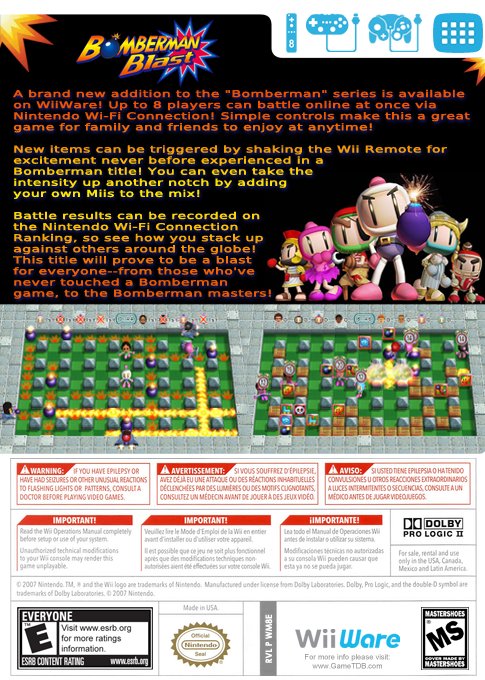 BOMBERMAN
Blast
8
A brand new addition to the "Bomberman" series is available
on WiiWare! Up to 8 players can battle online at once via
Nintendo Wi-Fi Connection! Simple controls make this a great
game for family and friends to enjoy at anytime!
New items can be triggered by shaking the Wii Remote for
excitement never before experienced in a
Bomberman title! You can even take the
intensity up another notch by adding
your own Miis to the mix!
Battle results can be recorded on
the Nintendo Wi-Fi Connection
Ranking, so see how you stack up
against others around the globe!
This title will prove to be a blast
for everyone--from those who've
never touched a Bomberman
game, to the Bomberman masters!
WARNING: IF YOU HAVE EPILEPSY OR
HAVE HAD SEIZURES OR OTHER UNUSUAL REACTIONS
TO FLASHING LIGHTS OR PATTERNS, CONSULT A
DOCTOR BEFORE PLAYING VIDEO GAMES.
AVERTISSEMENT: SI VOUS SOUFFREZ D'ÉPILEPSIE,
AVEZ DÉJÀ EU UNE ATTAQUE OU DES RÉACTIONS INHABITUELLES
DÉCLENCHÉES PAR DES LUMIÈRES OU DES MOTIFS CLIGNOTANTS,
CONSULTEZ UN MÉDECIN AVANT DE JOUER À DES JEUX VIDÉO.
AVISO: SI USTED TIENE EPILEPSIA O HA TENIDO
CONVULSIONES U OTROS REACCIONES EXTRAORDINARIOS
A LUCES INTERMITENTES O SECUENCIAS, CONSULTE A UN
MÉDICO ANTES DE JUGAR VIDEOJUEGOS.
IMPORTANT!
Read the Wii Operations Manual completely
before setup or use of your system.
Unauthorized technical modifications
to your Wii console may render this
game unplayable.
IMPORTANT!
Veuillez lire le Mode d'Emploi de la Wii en entier
avant d'installer ou d'utiliser votre système.
Il est possible que ce jeu ne soit plus fonctionnel
après que des modifications techniques non-
autorisées aient été effectuées sur votre console Wii.
¡IMPORTANTE!
Lea todo el Manual de Operaciones Wii
antes de instalar o utilizar su sistema.
Modificaciones técnicas no autorizadas
a su consola Wii pueden causar que
esta ya no se pueda jugar.
DOLBY
PRO LOGIC II
For sale, rental and use
only in the USA, Canada,
Mexico and Latin America.
© 2007 Nintendo. TM, ® and the Wii logo are trademarks of Nintendo. Manufactured under license from Dolby Laboratories. Dolby, Pro Logic, and the double-D symbol are
trademarks of Dolby Laboratories. © 2007 Nintendo.
EVERYONE
E
Visit www.esrb.org
for more ratings
information.
ESRB CONTENT RATING www.esrb.org
Made in USA.
Official
Nintendo
Seal
RVL P WMBE
WiiWare
For more info please visit:
www.GameTDB.com
MASTERSHOES
MS
COVER MADE BY
MASTERSHOES